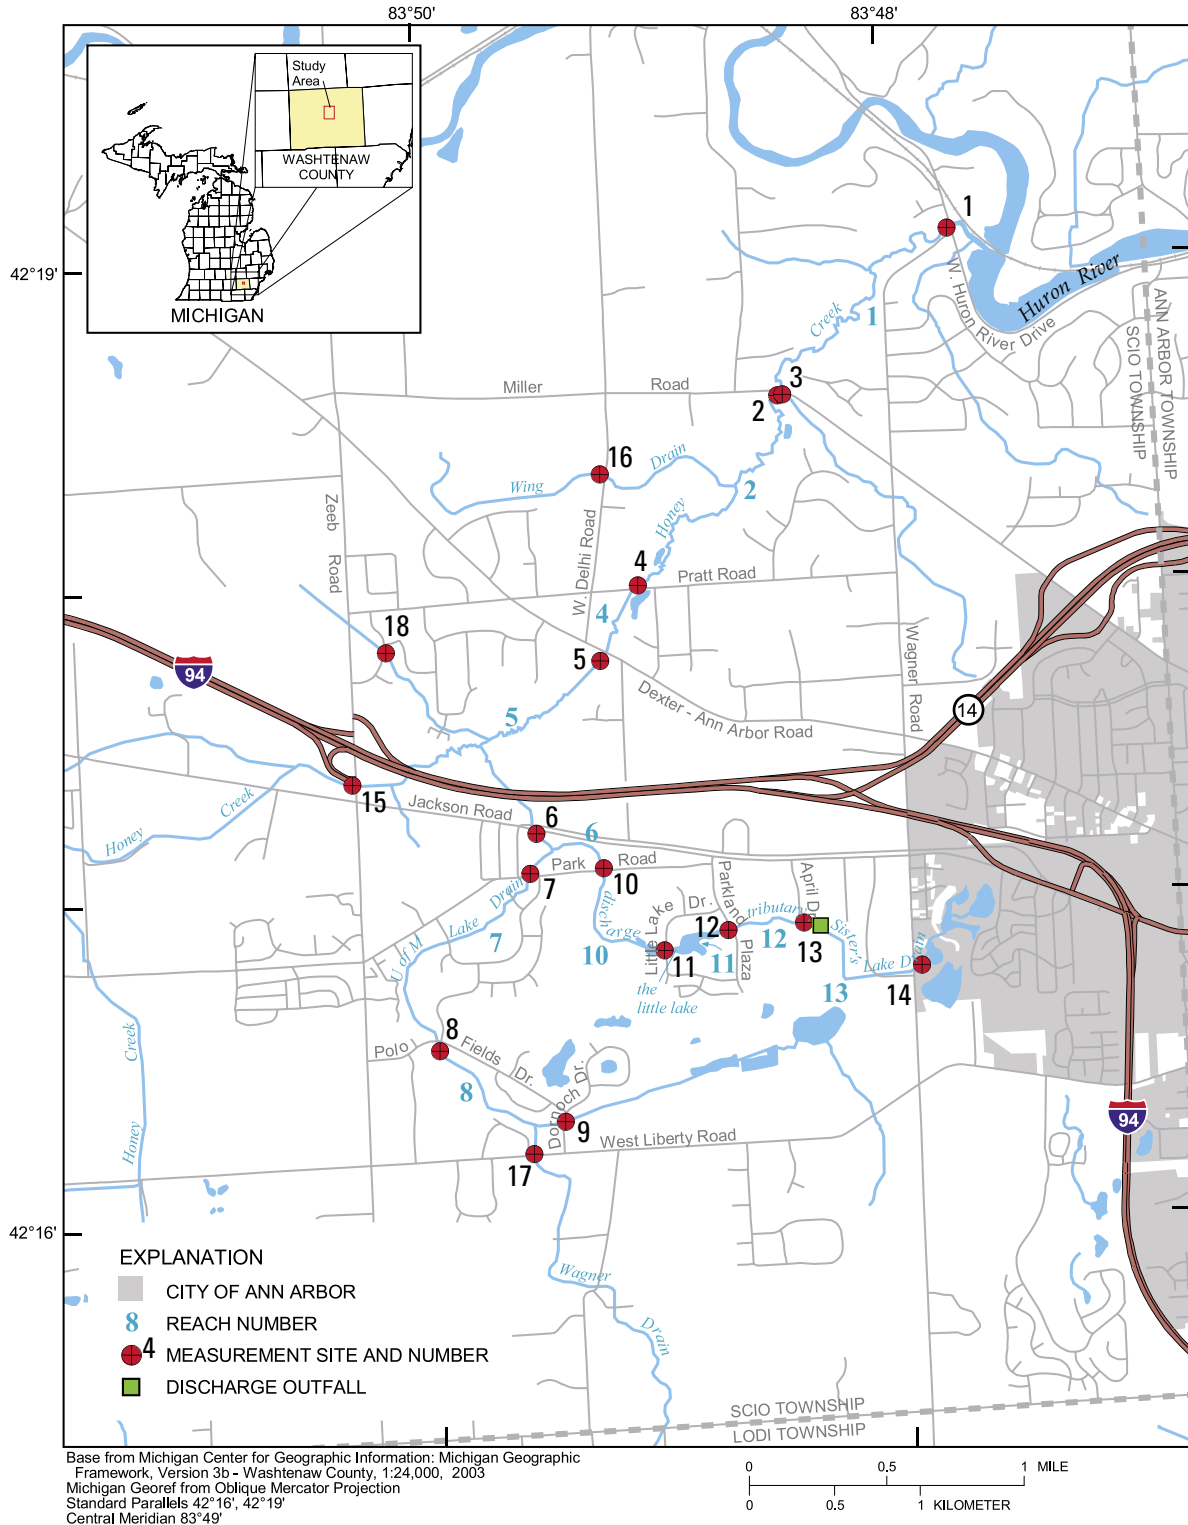 83°50'
83°48'
Study
Area
WASHTENAW
COUNTY
MICHIGAN
42°19'
1
W. Huron River Drive
Huron River
ANN ARBOR TOWNSHIP
SCIO TOWNSHIP
Creek
1
Miller Road
3
2
16
Drain
Wing
2
Honey
Zeeb Road
W. Delhi Road
4
Pratt Road
4
18
5
Wagner Road
94
14
Dexter - Ann Arbor Road
5
15
Jackson Road
Creek
Honey
6
6
Park Road
7
10
Drain
Lake
U of M
7
discharge
10
Little Lake Dr.
Parkland Plaza
April Dr.
tributary
12
12
13
Sister's
Lake Drain
11
11
13
14
the
little lake
Creek
Honey
8
Polo Fields Dr.
8
Dornoch Dr.
9
West Liberty Road
17
94
42°16'
Wagner
Drain
EXPLANATION
CITY OF ANN ARBOR
8 REACH NUMBER
4 MEASUREMENT SITE AND NUMBER
DISCHARGE OUTFALL
SCIO TOWNSHIP
LODI TOWNSHIP
Base from Michigan Center for Geographic Information: Michigan Geographic
Framework, Version 3b - Washtenaw County, 1:24,000, 2003
Michigan Georef from Oblique Mercator Projection
Standard Parallels 42°16', 42°19'
Central Meridian 83°49'
0 0.5 1 MILE
0 0.5 1 KILOMETER